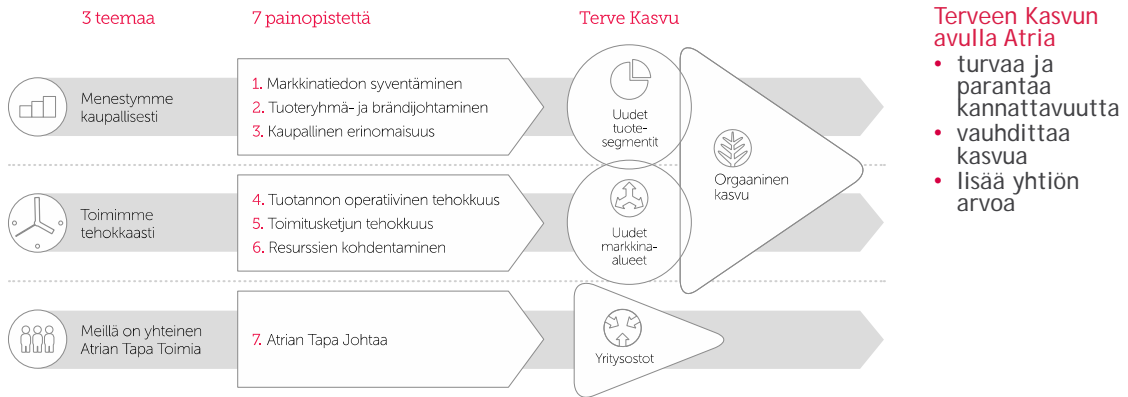 3 teemaa
7 painopistettä
Terve Kasvu
Menestymme
kaupallisesti
1. Markkinatiedon syventäminen
2. Tuoteryhmä- ja brändijohtaminen
3. Kaupallinen erinomaisuus
Uudet
tuote-
segmentit
Orgaaninen
kasvu
Toimimme
tehokkaasti
4. Tuotannon operatiivinen tehokkuus
5. Toimitusketjun tehokkuus
6. Resurssien kohdentaminen
Uudet
markkina-
alueet
Meillä on yhteinen
Atrian Tapa Toimia
7. Atrian Tapa Johtaa
Yritysostot
Terveen Kasvun
avulla Atria
• turvaa ja
parantaa
kannattavuutta
• vauhdittaa
kasvua
• lisää yhtiön
arvoa